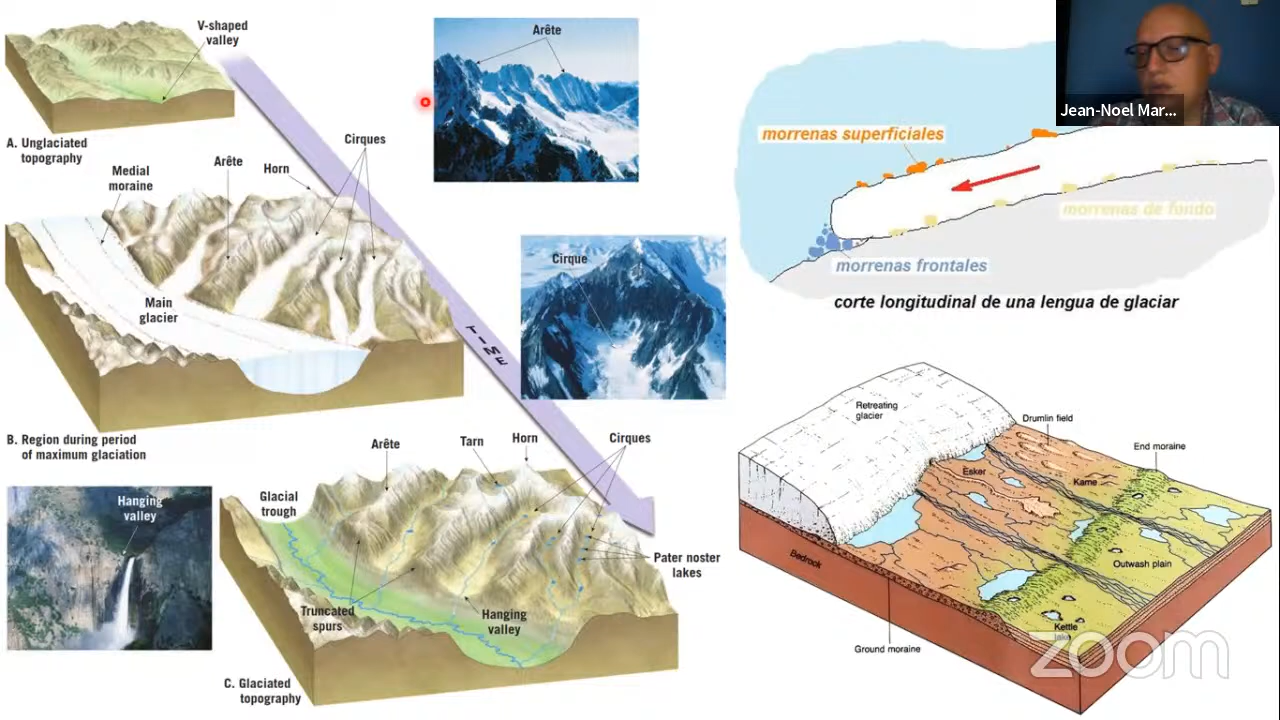 V-shaped
valley
A. Unglaciated
topography
Medial
moraine
Arête
Horn
Cirques
Main
glacier
B. Region during period
of maximum glaciation
TIME
Arête
Cirque
Hanging
valley
Glacial
trough
Arête
Tarn
Horn
Cirques
Pater noster
lakes
Truncated
spurs
Hanging
valley
C. Glaciated
topography
Jean-Noel Mar...
morrenas superficiales
morrenas de fondo
morrenas frontales
corte longitudinal de una lengua de glaciar
Retreating
glacier
Drumlin field
End moraine
Esker
Kame
Bedrock
Outwash plain
Kettle
lake
Ground moraine
zoom